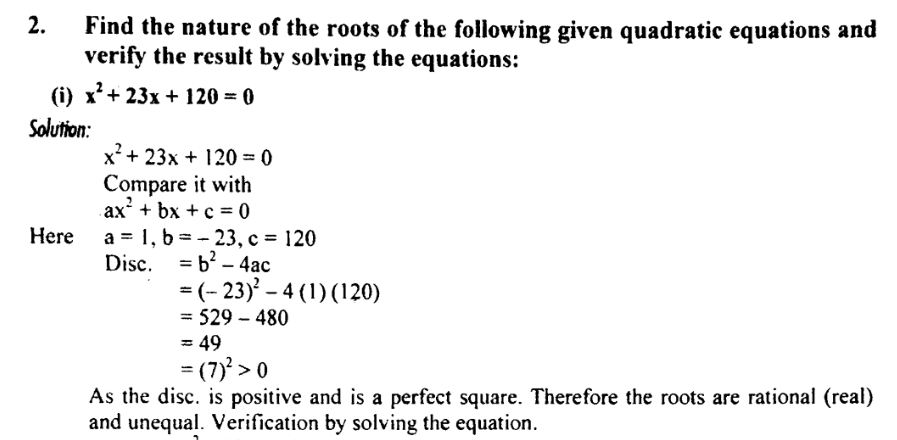 2. Find the nature of the roots of the following given quadratic equations and
verify the result by solving the equations:
(i) x² + 23x + 120 = 0
Solution:
x² + 23x + 120 = 0
Compare it with
ax² + bx + c = 0
Here a = 1, b = – 23, c = 120
Disc. = b² – 4ac
= (– 23)² – 4 (1) (120)
= 529 – 480
= 49
= (7)² > 0
As the disc. is positive and is a perfect square. Therefore the roots are rational (real)
and unequal. Verification by solving the equation.